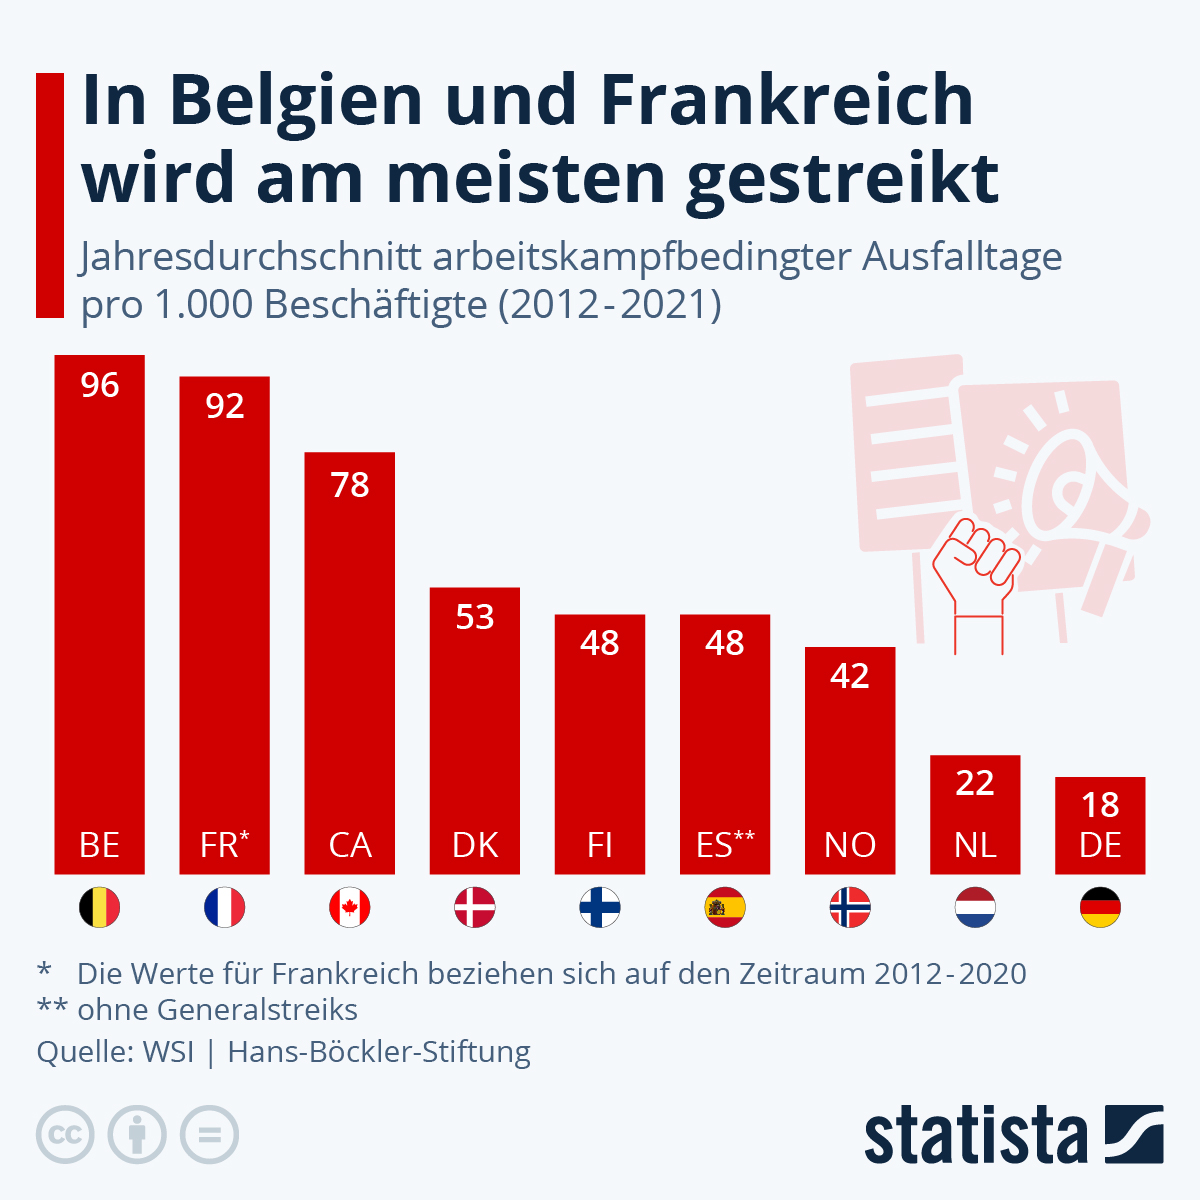 In Belgien und Frankreich
wird am meisten gestreikt
Jahresdurchschnitt arbeitskampfbedingter Ausfalltage
pro 1.000 Beschäftigte (2012-2021)
96
92
78
53
48
48
42
22
18
BE
FR*
CA
DK
FI
ES**
NO
NL
DE
* Die Werte für Frankreich beziehen sich auf den Zeitraum 2012-2020
** ohne Generalstreiks
Quelle: WSI | Hans-Böckler-Stiftung
cc
statista